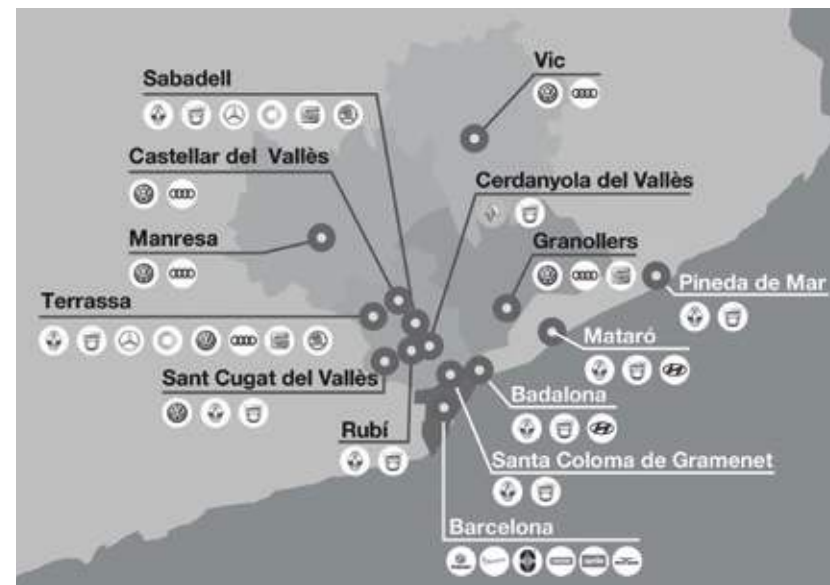 Vic
Sabadell
Castellar del Vallès
Cerdanyola del Vallès
Manresa
Granollers
Pineda de Mar
Terrassa
Mataró
Sant Cugat del Vallès
Badalona
Rubí
Santa Coloma de Gramenet
Barcelona